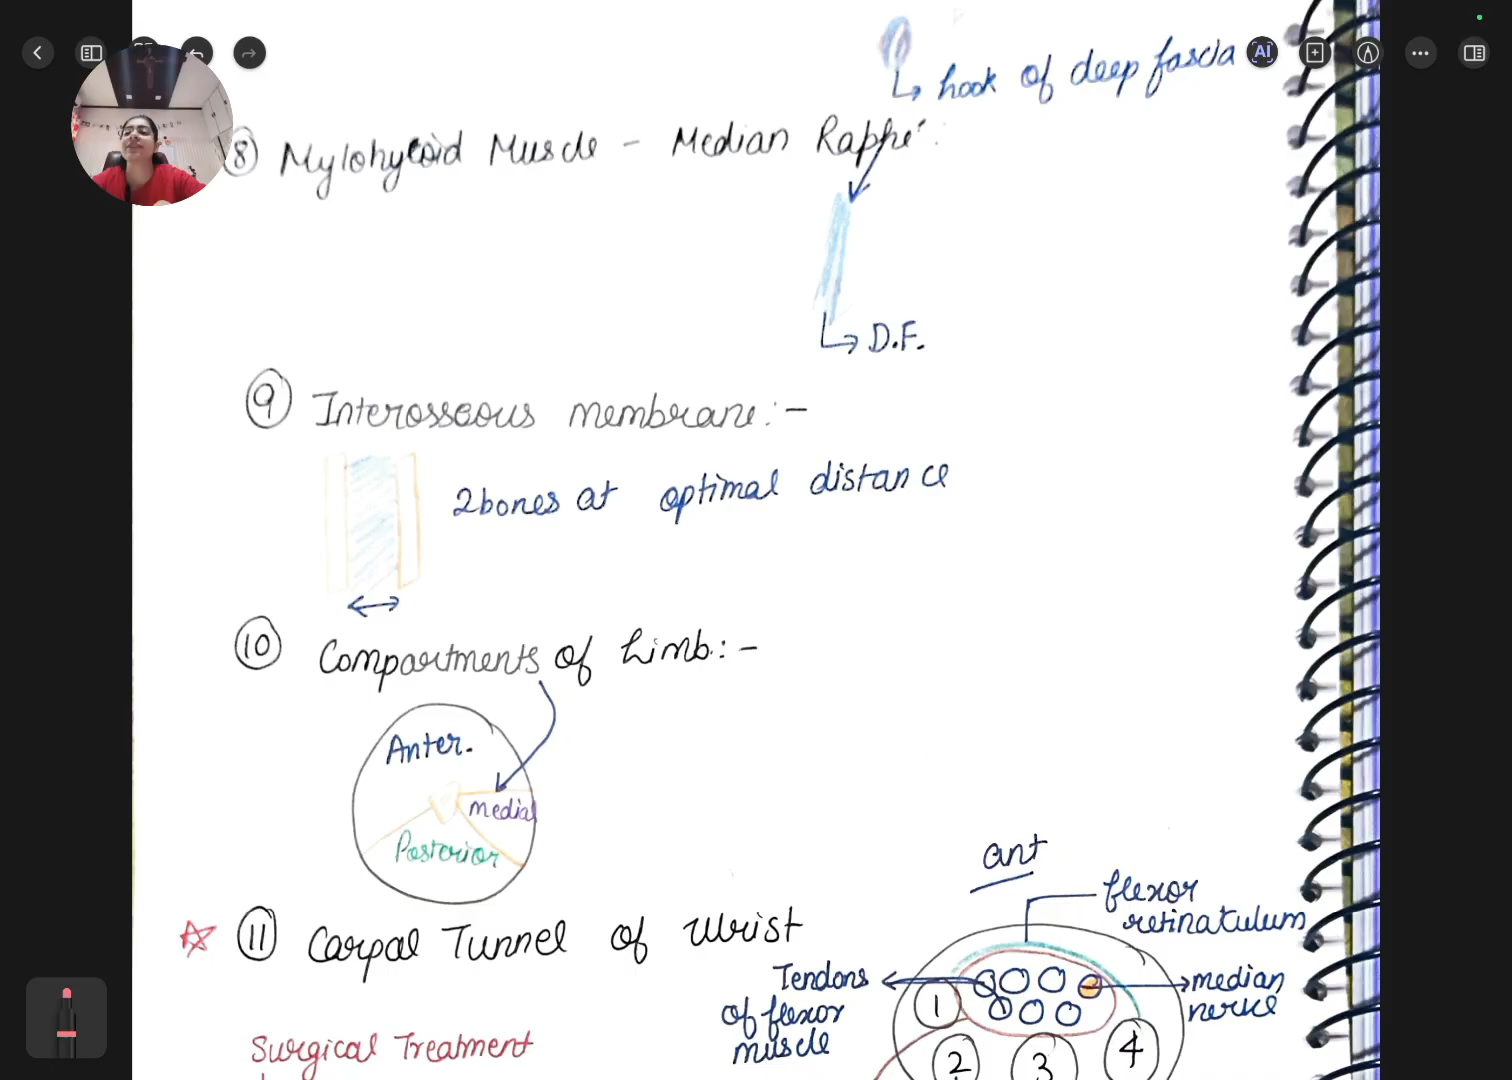 AI
hook of deep fascia
8 Mylohyoid Muscle - Median Rapphe :
D.F.
9 Interosseous membrane:-
2bones at optimal distance
10 Compartments of Limb:-
Anter.
medial
Posterior
ant
flexor
retinaculum
11 Carpal Tunnel of Wrist
Tendons
of flexor
muscle
median
nerve
1
2
3
4
Surgical Treatment